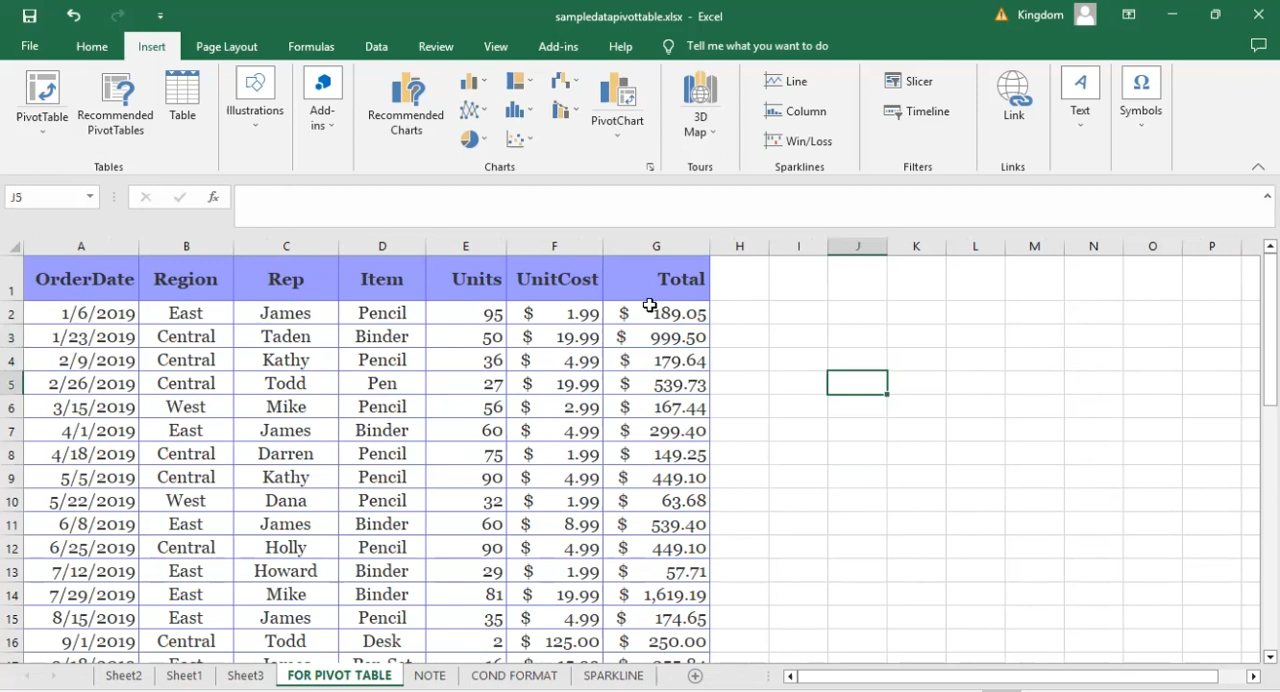 sampledatapivottable.xlsx - Excel
Kingdom
File Home Insert Page Layout Formulas Data Review View Add-ins Help Tell me what you want to do
PivotTable
Recommended PivotTables
Table
Tables
Illustrations
Add-ins
Recommended Charts
PivotChart
Charts
3D Map
Tours
Line
Column
Win/Loss
Sparklines
Slicer
Timeline
Filters
Link
Links
A
Text
Ω
Symbols
J5 fx
A B C D E F G H I J K L M N O P
1 OrderDate Region Rep Item Units UnitCost Total
2 1/6/2019 East James Pencil 95 $ 1.99 $ 189.05
3 1/23/2019 Central Taden Binder 50 $ 19.99 $ 999.50
4 2/9/2019 Central Kathy Pencil 36 $ 4.99 $ 179.64
5 2/26/2019 Central Todd Pen 27 $ 19.99 $ 539.73
6 3/15/2019 West Mike Pencil 56 $ 2.99 $ 167.44
7 4/1/2019 East James Binder 60 $ 4.99 $ 299.40
8 4/18/2019 Central Darren Pencil 75 $ 1.99 $ 149.25
9 5/5/2019 Central Kathy Pencil 90 $ 4.99 $ 449.10
10 5/22/2019 West Dana Pencil 32 $ 1.99 $ 63.68
11 6/8/2019 East James Binder 60 $ 8.99 $ 539.40
12 6/25/2019 Central Holly Pencil 90 $ 4.99 $ 449.10
13 7/12/2019 East Howard Binder 29 $ 1.99 $ 57.71
14 7/29/2019 East Mike Binder 81 $ 19.99 $ 1,619.19
15 8/15/2019 East James Pencil 35 $ 4.99 $ 174.65
16 9/1/2019 Central Todd Desk 2 $ 125.00 $ 250.00
Sheet2 Sheet1 Sheet3 FOR PIVOT TABLE NOTE COND FORMAT SPARKLINE